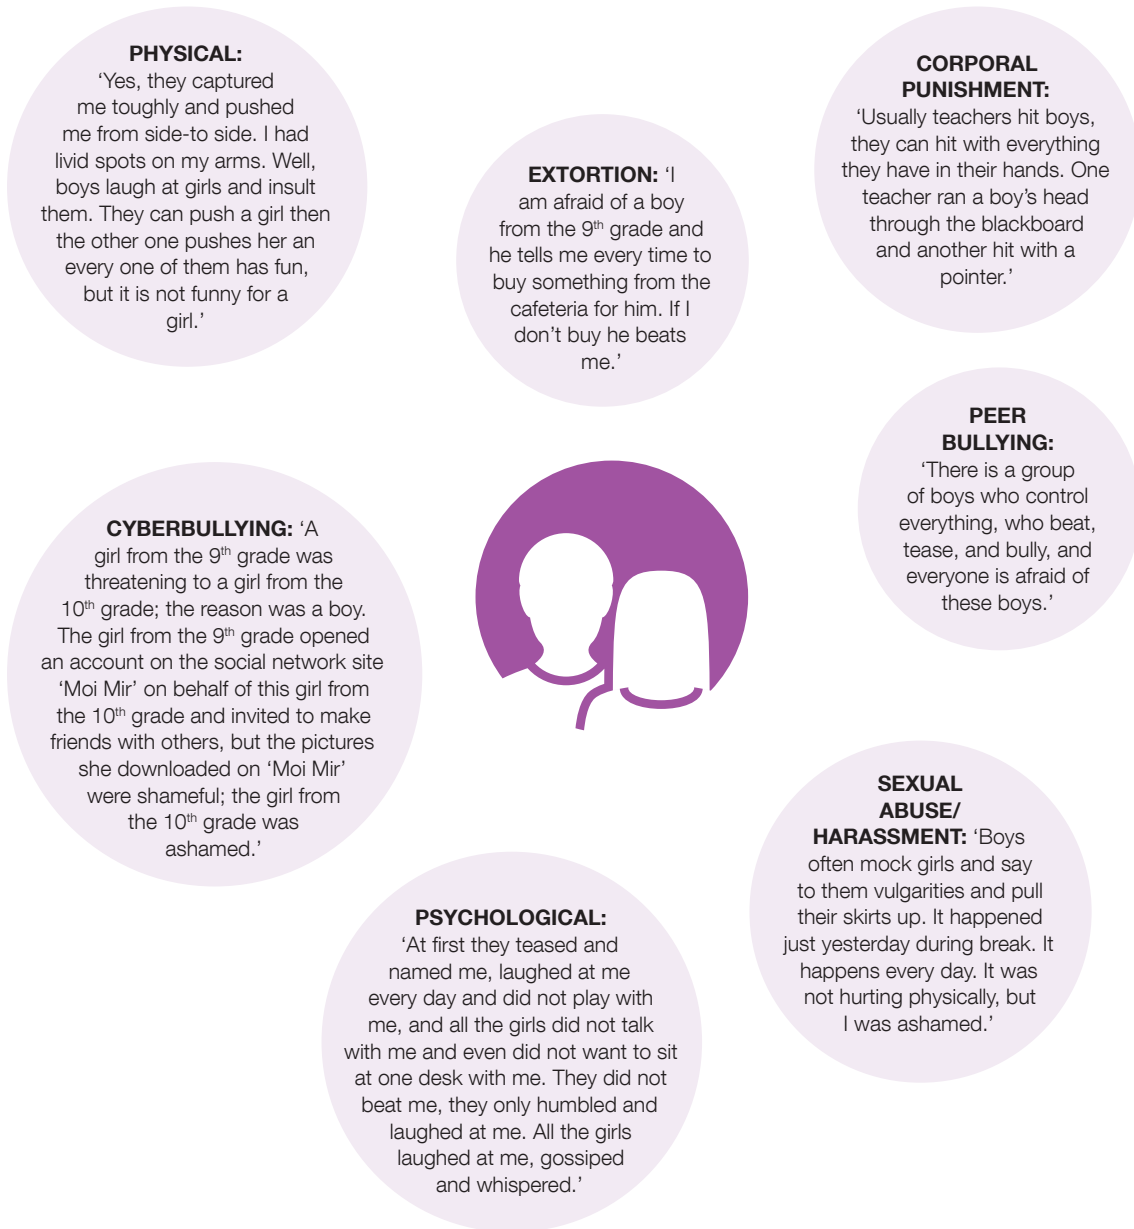 PHYSICAL:
‘Yes, they captured
me toughly and pushed
me from side-to side. I had
livid spots on my arms. Well,
boys laugh at girls and insult
them. They can push a girl then
the other one pushes her an
every one of them has fun,
but it is not funny for a
girl.’
EXTORTION: ‘I
am afraid of a boy
from the 9th grade and
he tells me every time to
buy something from the
cafeteria for him. If I
don’t buy he beats
me.’
CORPORAL
PUNISHMENT:
‘Usually teachers hit boys,
they can hit with everything
they have in their hands. One
teacher ran a boy’s head
through the blackboard
and another hit with a
pointer.’
PEER
BULLYING:
‘There is a group
of boys who control
everything, who beat,
tease, and bully, and
everyone is afraid of
these boys.’
CYBERBULLYING: ‘A
girl from the 9th grade was
threatening to a girl from the
10th grade; the reason was a boy.
The girl from the 9th grade opened
an account on the social network site
‘Moi Mir’ on behalf of this girl from
the 10th grade and invited to make
friends with others, but the pictures
she downloaded on ‘Moi Mir’
were shameful; the girl from
the 10th grade was
ashamed.’
SEXUAL
ABUSE/
HARASSMENT: ‘Boys
often mock girls and say
to them vulgarities and pull
their skirts up. It happened
just yesterday during break. It
happens every day. It was
not hurting physically, but
I was ashamed.’
PSYCHOLOGICAL:
‘At first they teased and
named me, laughed at me
every day and did not play with
me, and all the girls did not talk
with me and even did not want to sit
at one desk with me. They did not
beat me, they only humbled and
laughed at me. All the girls
laughed at me, gossiped
and whispered.’